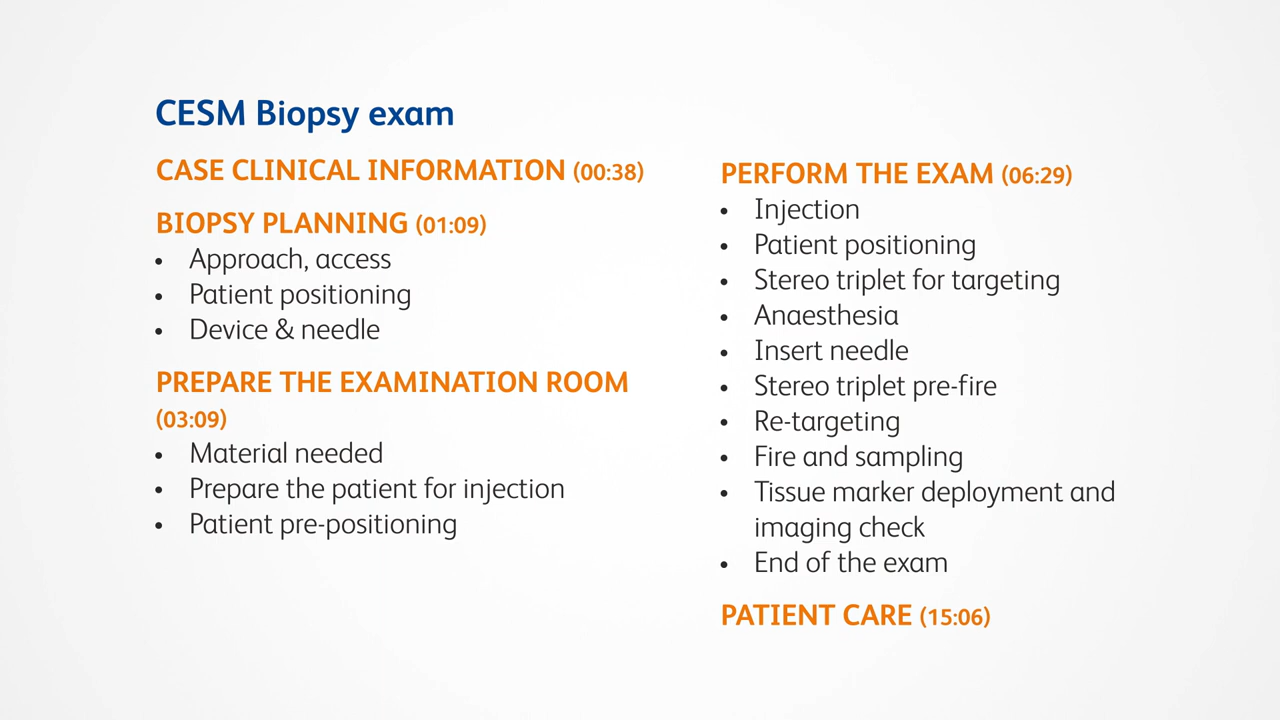 CESM Biopsy exam
CASE CLINICAL INFORMATION (00:38)
BIOPSY PLANNING (01:09)
• Approach, access
• Patient positioning
• Device & needle
PREPARE THE EXAMINATION ROOM
(03:09)
• Material needed
• Prepare the patient for injection
• Patient pre-positioning
PERFORM THE EXAM (06:29)
• Injection
• Patient positioning
• Stereo triplet for targeting
• Anaesthesia
• Insert needle
• Stereo triplet pre-fire
• Re-targeting
• Fire and sampling
• Tissue marker deployment and
imaging check
• End of the exam
PATIENT CARE (15:06)